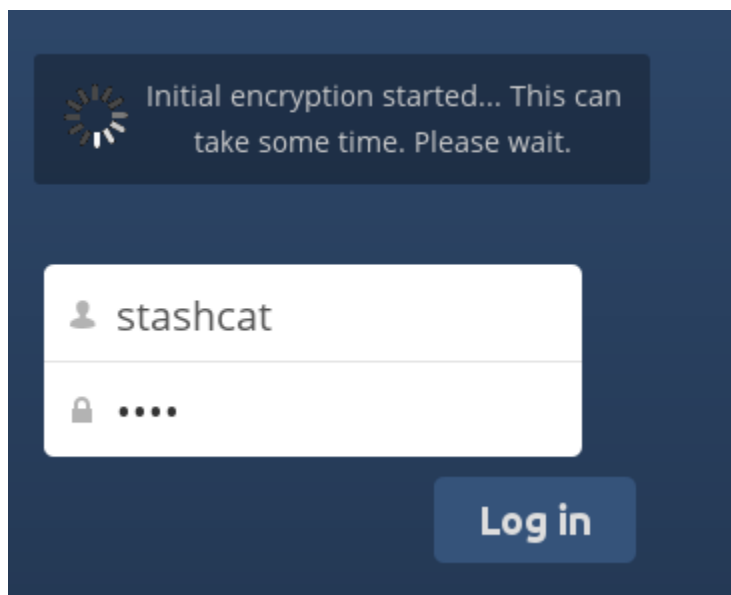 Initial encryption started... This can
take some time. Please wait.
stashcat
••••
Log in